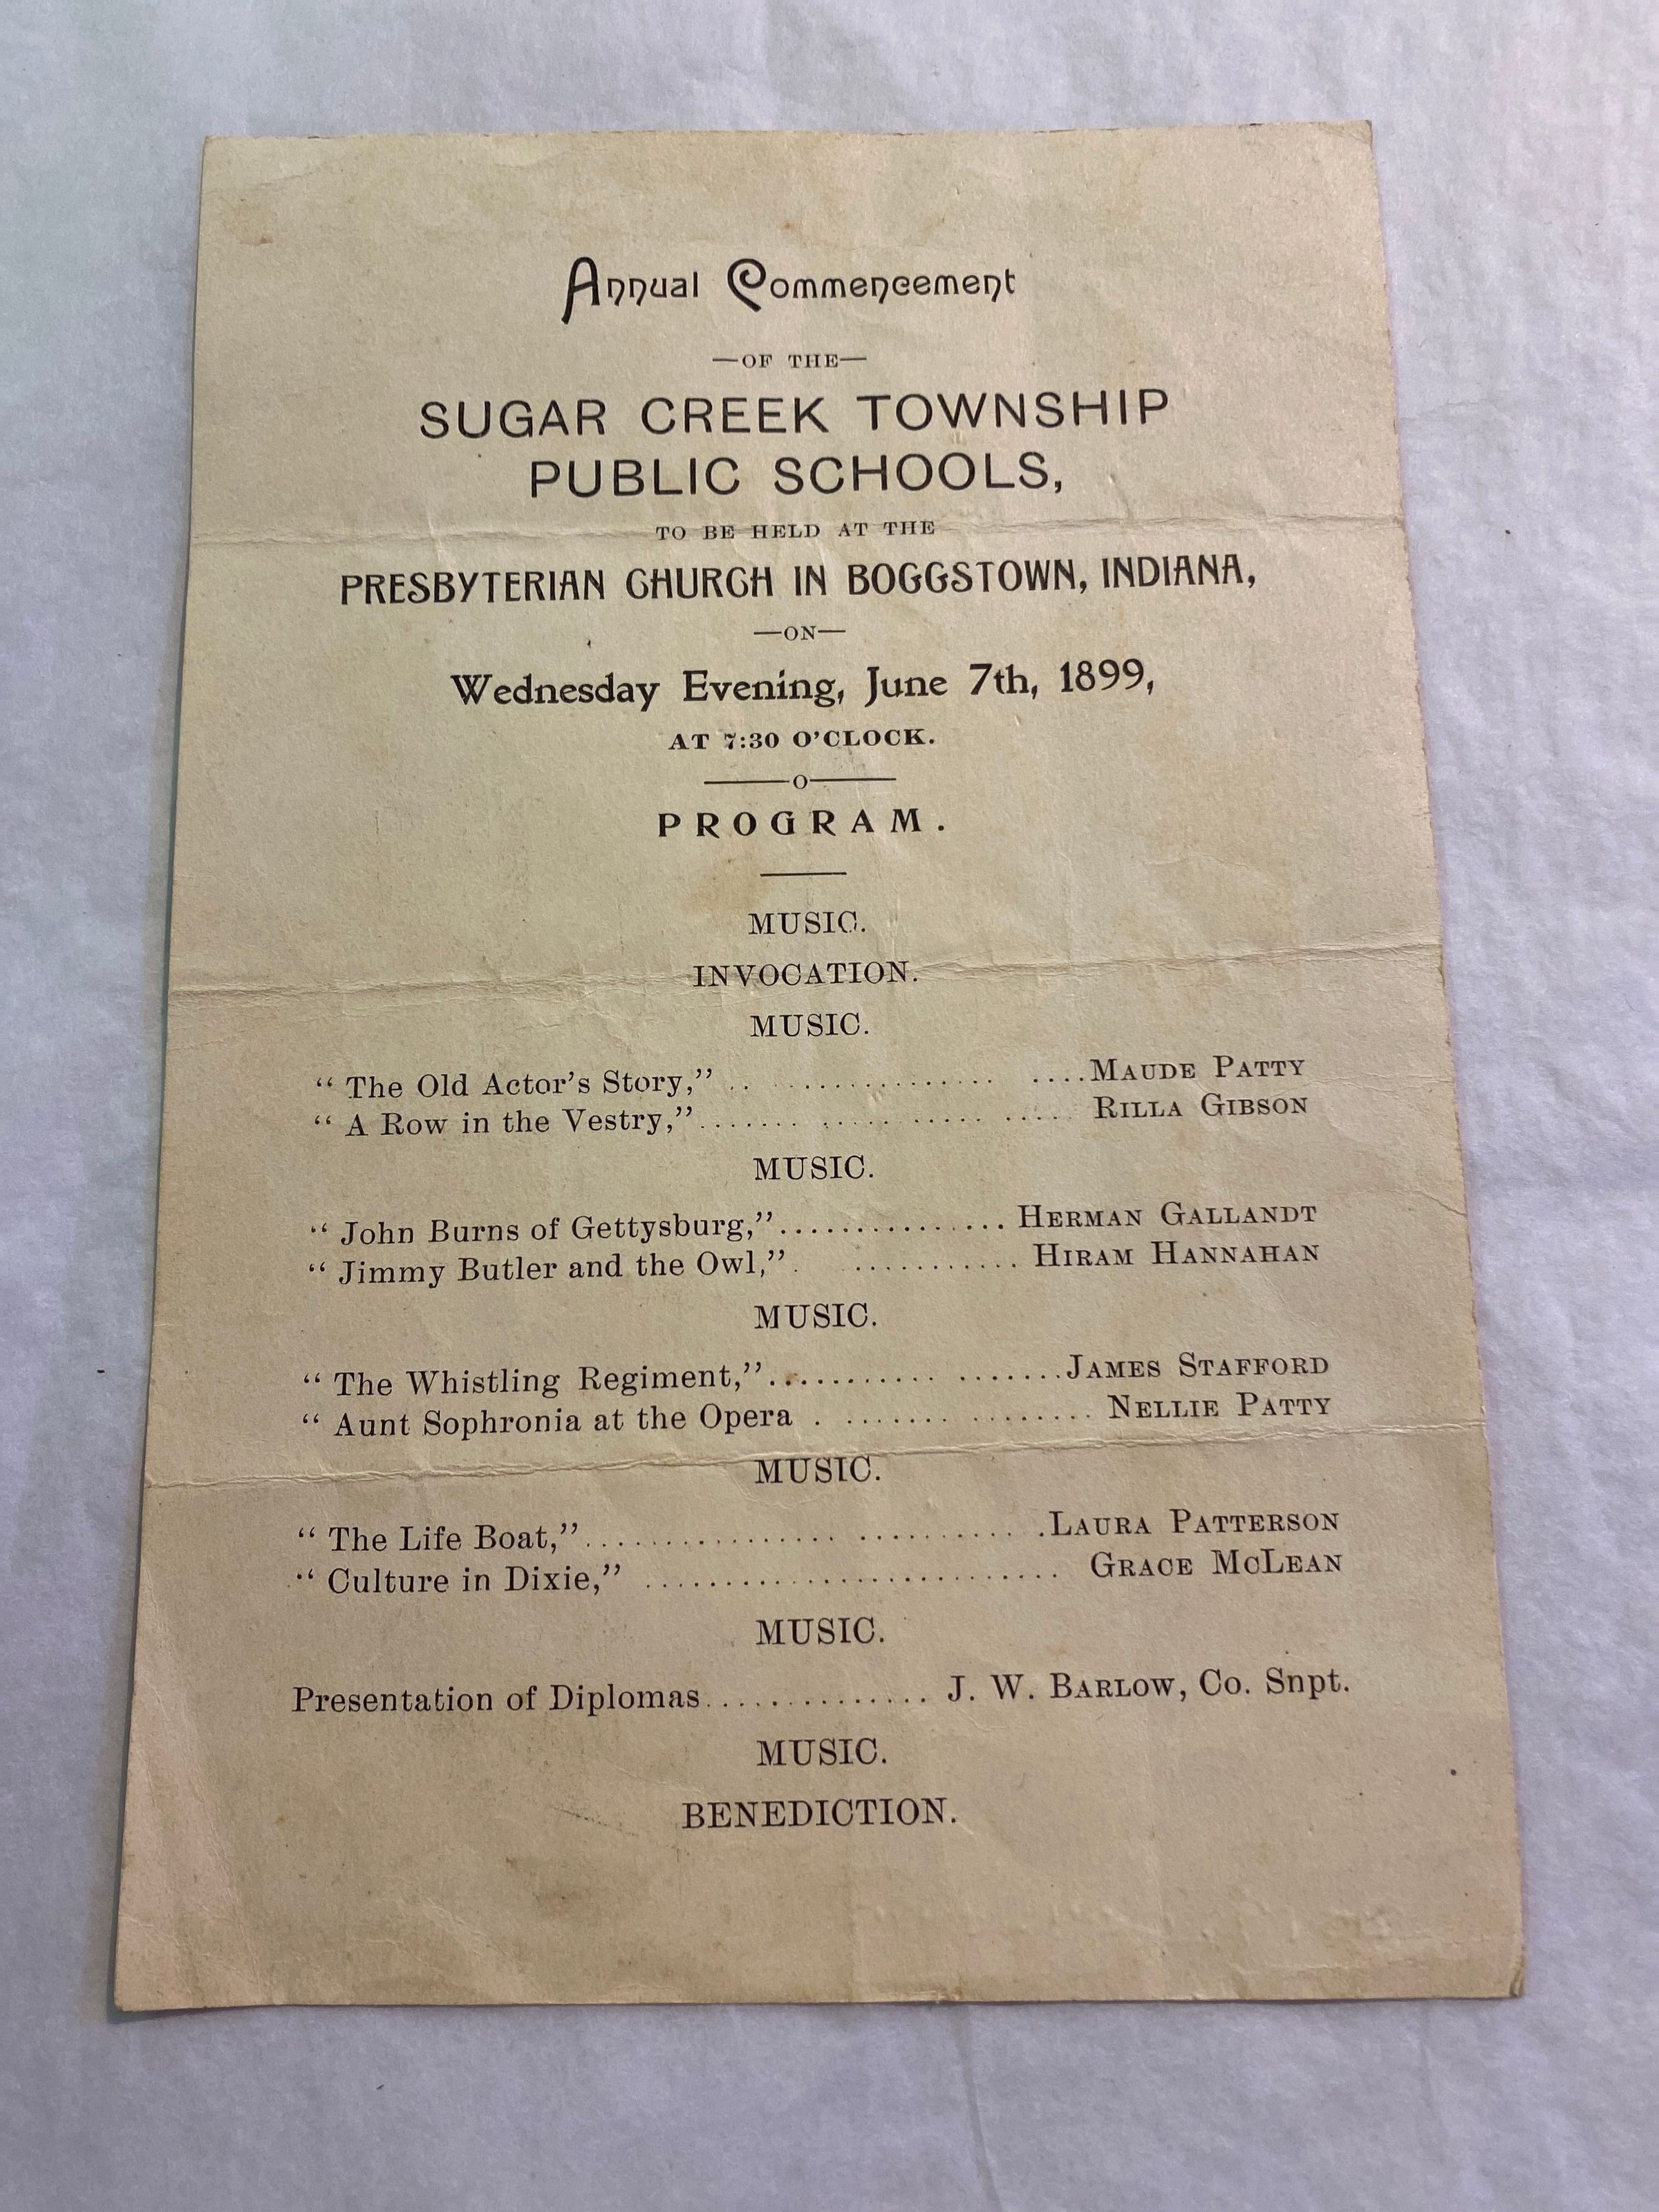 Annual Commencement
—OF THE—
SUGAR CREEK TOWNSHIP
PUBLIC SCHOOLS,
TO BE HELD AT THE
PRESBYTERIAN CHURCH IN BOGGSTOWN, INDIANA,
—ON—
Wednesday Evening, June 7th, 1899,
AT 7:30 O'CLOCK.
———O———
PROGRAM.
MUSIC.
INVOCATION.
MUSIC.
“ The Old Actor's Story,” .. ............... ....MAUDE PATTY
“ A Row in the Vestry,”....... ........... ..... RILLA GIBSON
MUSIC.
“ John Burns of Gettysburg,”............... HERMAN GALLANDT
“ Jimmy Butler and the Owl,”. ........... HIRAM HANNAHAN
MUSIC.
“ The Whistling Regiment,”........... .......JAMES STAFFORD
“ Aunt Sophronia at the Opera . ....... ........ NELLIE PATTY
MUSIC.
“ The Life Boat,”................ ..........LAURA PATTERSON
“ Culture in Dixie,” .......................... GRACE MCLEAN
MUSIC.
Presentation of Diplomas.............. J. W. BARLOW, Co. Snpt.
MUSIC.
BENEDICTION.